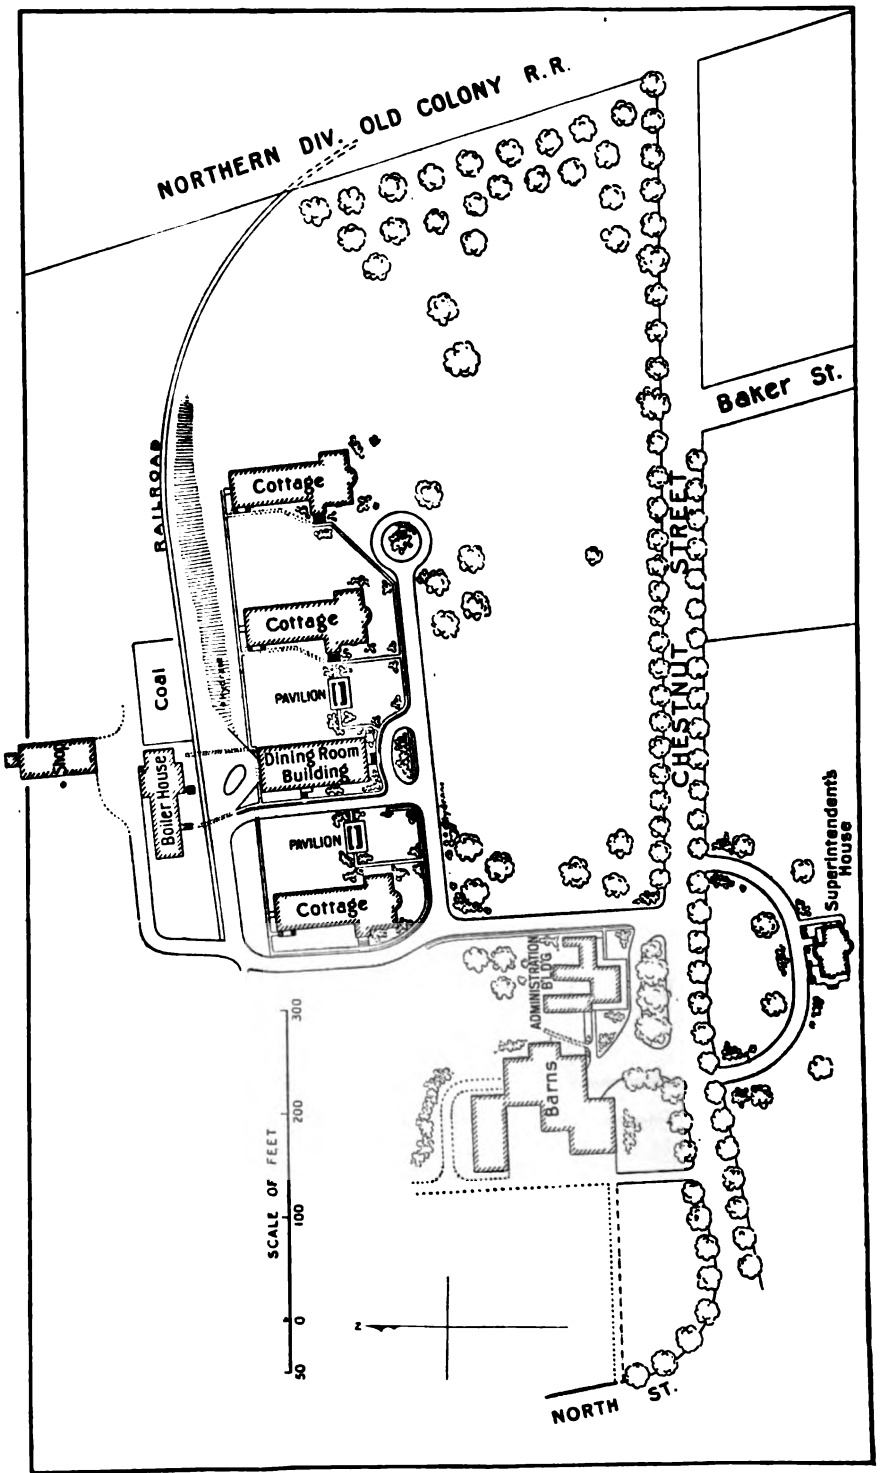 NORTHERN DIV. OLD COLONY R.R.
Baker St.
RAILROAD
Cottage
Cottage
CHESTNUT STREET
PAVILION
Coal
Shop
Boiler House
Dining Room
Building
PAVILION
Cottage
Superintendent's
House
ADMINISTRATION
BLDG
Barns
SCALE OF FEET
50 0 100 200 300
N
NORTH ST.